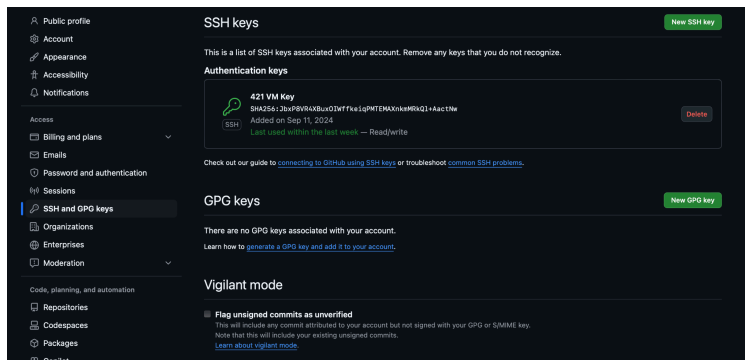 Public profile
Account
Appearance
Accessibility
Notifications
Access
Billing and plans
Emails
Password and authentication
Sessions
SSH and GPG keys
Organizations
Enterprises
Moderation
Code, planning, and automation
Repositories
Codespaces
Packages
Copilot
SSH keys
New SSH key
This is a list of SSH keys associated with your account. Remove any keys that you do not recognize.
Authentication keys
421 VM Key
SHA256:JbxP8VR4XBuxOIWffkeiqPMTEMAXnkmMRkQl+AactNw
Added on Sep 11, 2024
Last used within the last week — Read/write
SSH
Delete
Check out our guide to connecting to GitHub using SSH keys or troubleshoot common SSH problems.
GPG keys
New GPG key
There are no GPG keys associated with your account.
Learn how to generate a GPG key and add it to your account.
Vigilant mode
Flag unsigned commits as unverified
This will include any commit attributed to your account but not signed with your GPG or S/MIME key.
Note that this will include your existing unsigned commits.
Learn about vigilant mode.